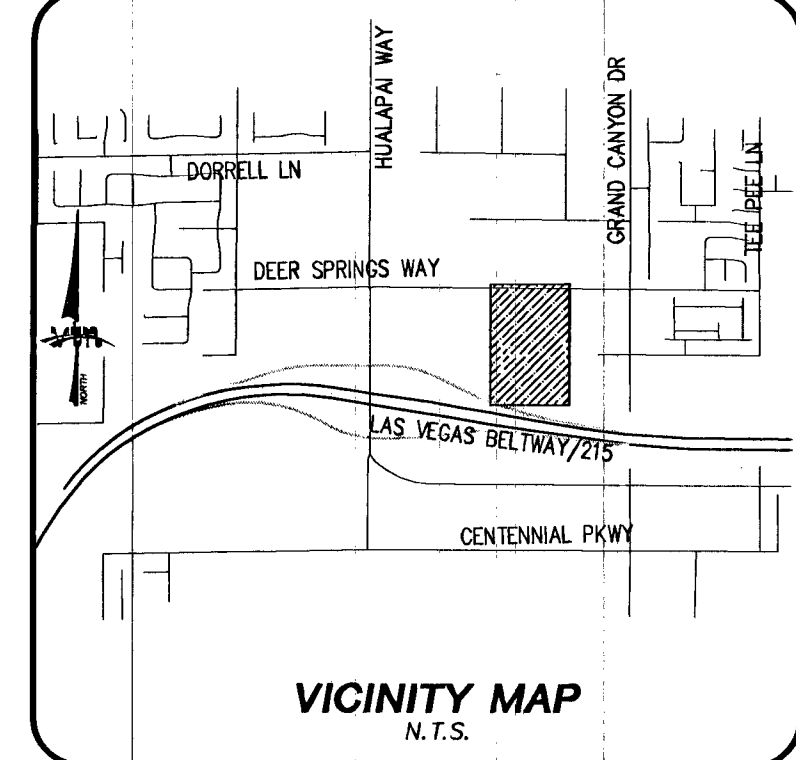 HUALAPAI WAY
GRAND CANYON DR
DORRELL LN
TEE PEE LN
DEER SPRINGS WAY
NORTH
LAS VEGAS BELTWAY/215
CENTENNIAL PKWY
VICINITY MAP
N.T.S.